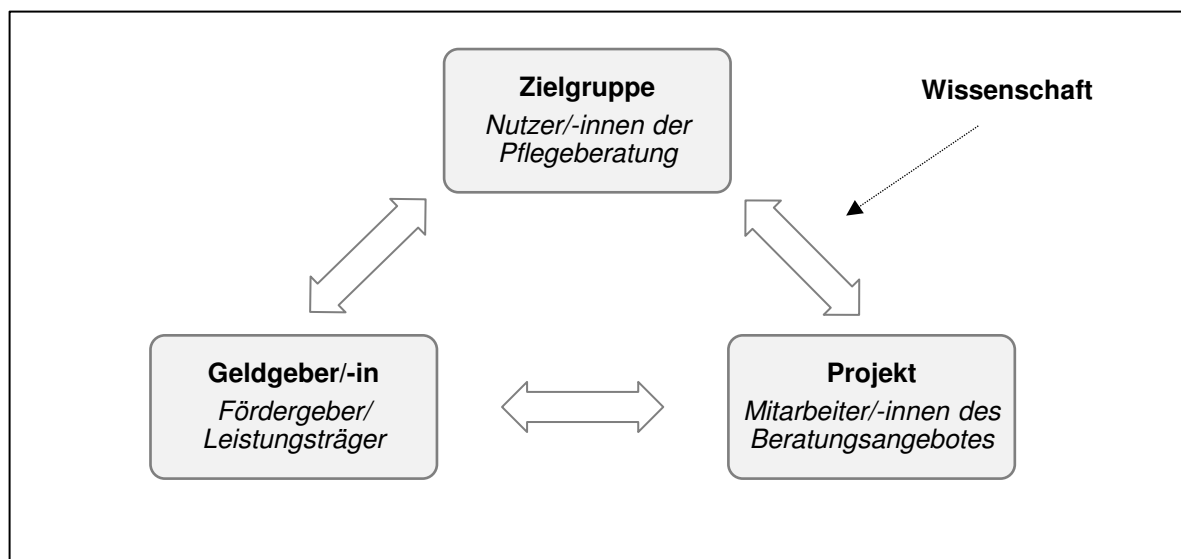 Zielgruppe
Nutzer/-innen der
Pflegeberatung
Wissenschaft
Geldgeber/-in
Fördergeber/
Leistungsträger
Projekt
Mitarbeiter/-innen des
Beratungsangebotes